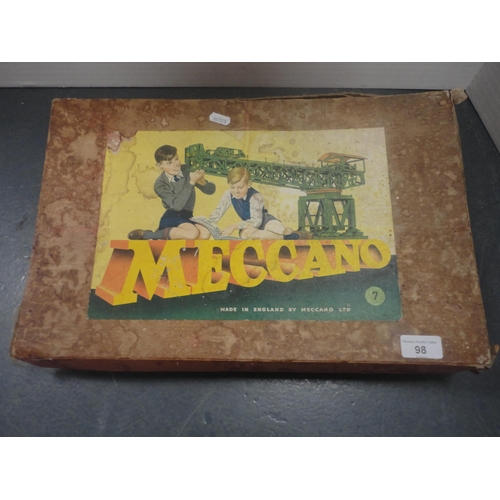 MECCANO
7
MADE IN ENGLAND BY MECCANO LTD
98